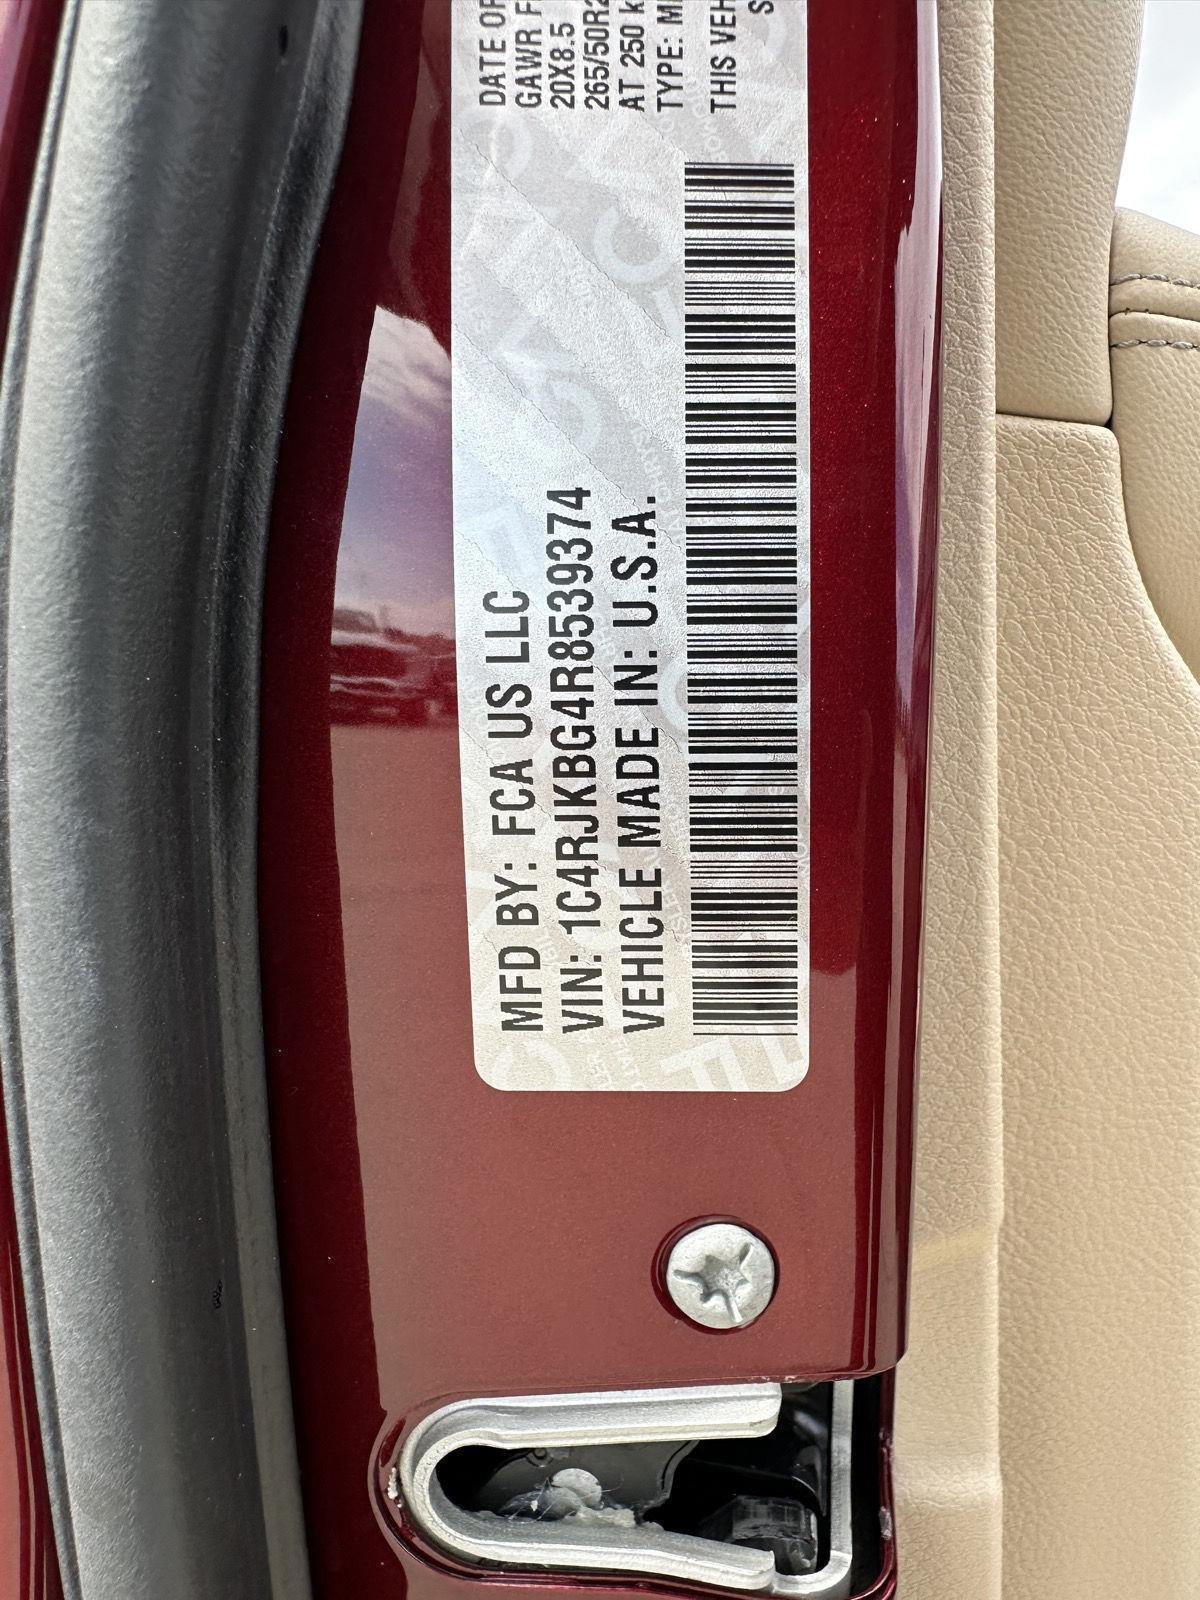 MFD BY: FCA US LLC
VIN: 1C4RJKBG4R8539374
VEHICLE MADE IN: U.S.A.
DATE OF
GAWR F
20X8.5
265/50R2
AT 250 k
TYPE: M
THIS VEH
S